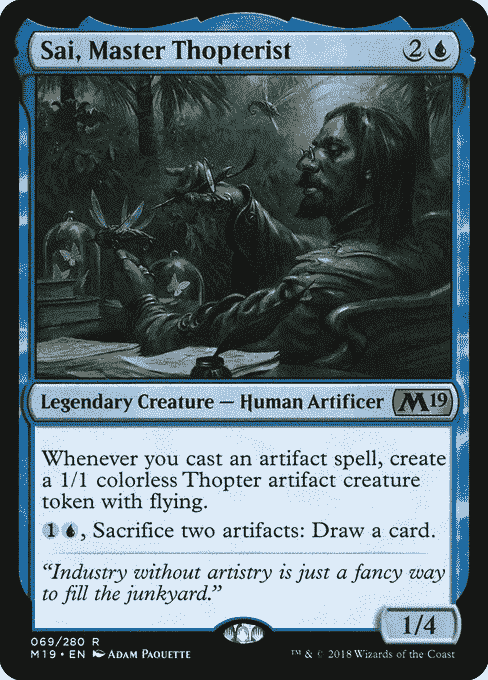 Sai, Master Thopterist 2
Legendary Creature — Human Artificer M19
Whenever you cast an artifact spell, create
a 1/1 colorless Thopter artifact creature
token with flying.
1, Sacrifice two artifacts: Draw a card.
“Industry without artistry is just a fancy way
to fill the junkyard.”
1/4
069/280 R
M19 • EN Adam Paquette
™ & © 2018 Wizards of the Coast